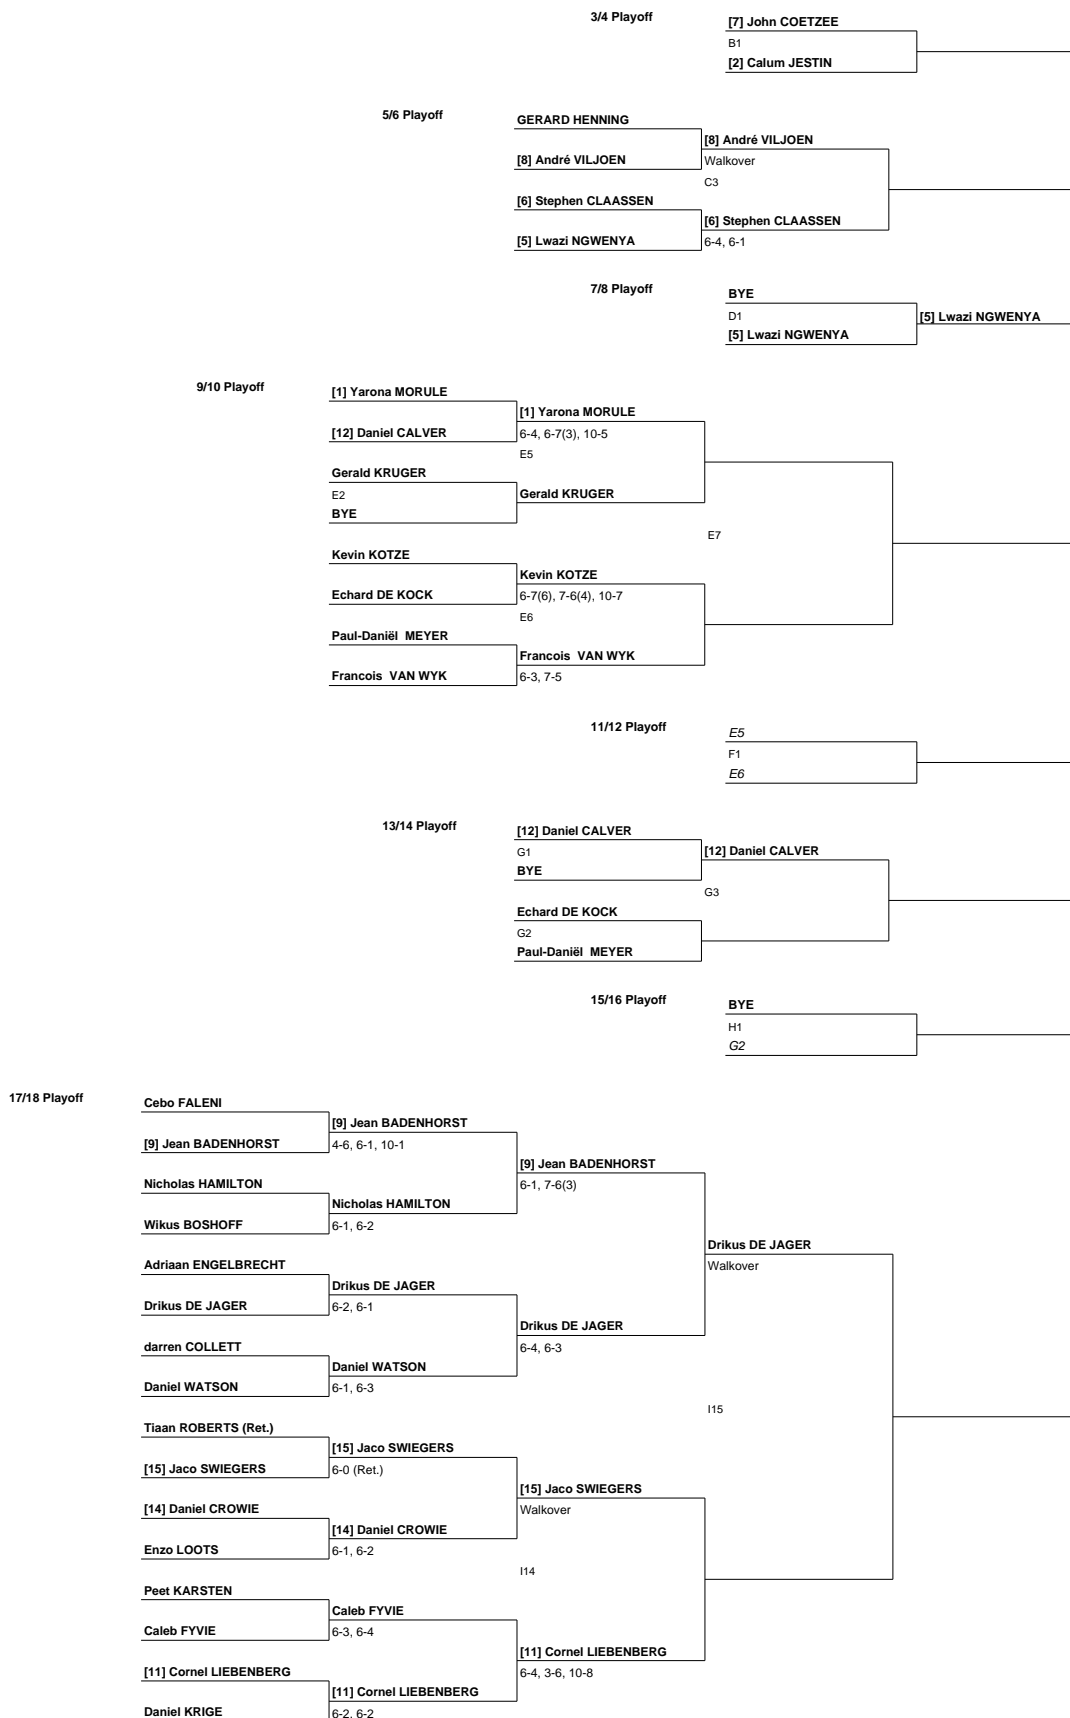 3/4 Playoff
[7] John COETZEE
B1
[2] Calum JESTIN
5/6 Playoff
GERARD HENNING
[8] André VILJOEN
[8] André VILJOEN
Walkover
C3
[6] Stephen CLAASSEN
[6] Stephen CLAASSEN
[5] Lwazi NGWENYA
6-4, 6-1
7/8 Playoff
BYE
D1
[5] Lwazi NGWENYA
[5] Lwazi NGWENYA
9/10 Playoff
[1] Yarona MORULE
[1] Yarona MORULE
[12] Daniel CALVER
6-4, 6-7(3), 10-5
E5
Gerald KRUGER
E2
Gerald KRUGER
BYE
E7
Kevin KOTZE
Kevin KOTZE
Echard DE KOCK
6-7(6), 7-6(4), 10-7
E6
Paul-Daniël  MEYER
Francois  VAN WYK
Francois  VAN WYK
6-3, 7-5
11/12 Playoff
E5
F1
E6
13/14 Playoff
[12] Daniel CALVER
G1
[12] Daniel CALVER
BYE
G3
Echard DE KOCK
G2
Paul-Daniël  MEYER
15/16 Playoff
BYE
H1
G2
17/18 Playoff
Cebo FALENI
[9] Jean BADENHORST
[9] Jean BADENHORST
4-6, 6-1, 10-1
[9] Jean BADENHORST
6-1, 7-6(3)
Nicholas HAMILTON
Nicholas HAMILTON
Wikus BOSHOFF
6-1, 6-2
Drikus DE JAGER
Walkover
Adriaan ENGELBRECHT
Drikus DE JAGER
Drikus DE JAGER
6-2, 6-1
Drikus DE JAGER
6-4, 6-3
darren COLLETT
Daniel WATSON
Daniel WATSON
6-1, 6-3
I15
Tiaan ROBERTS (Ret.)
[15] Jaco SWIEGERS
[15] Jaco SWIEGERS
6-0 (Ret.)
[15] Jaco SWIEGERS
Walkover
[14] Daniel CROWIE
[14] Daniel CROWIE
Enzo LOOTS
6-1, 6-2
I14
Peet KARSTEN
Caleb FYVIE
Caleb FYVIE
6-3, 6-4
[11] Cornel LIEBENBERG
6-4, 3-6, 10-8
[11] Cornel LIEBENBERG
[11] Cornel LIEBENBERG
Daniel KRIGE
6-2, 6-2